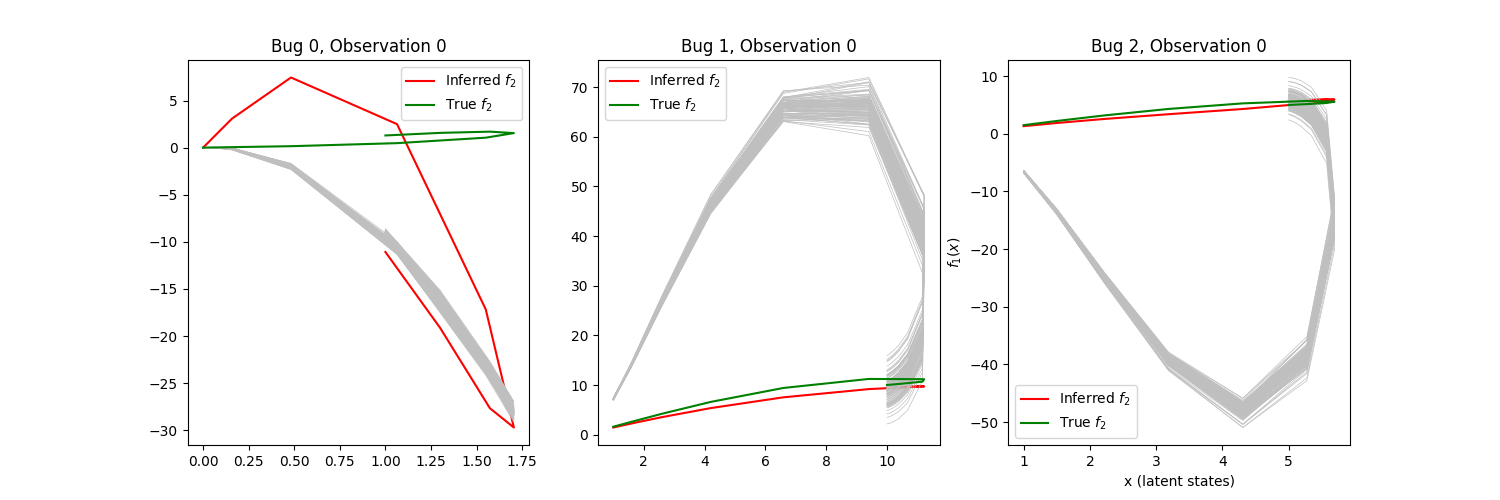 Bug 0, Observation 0
Inferred f₂
True f₂
5
0
−5
−10
−15
−20
−25
−30
0.00 0.25 0.50 0.75 1.00 1.25 1.50 1.75
Bug 1, Observation 0
Inferred f₂
True f₂
70
60
50
40
30
20
10
0
2 4 6 8 10
Bug 2, Observation 0
f₁(x)
10
0
−10
−20
−30
−40
−50
Inferred f₂
True f₂
1 2 3 4 5
x (latent states)